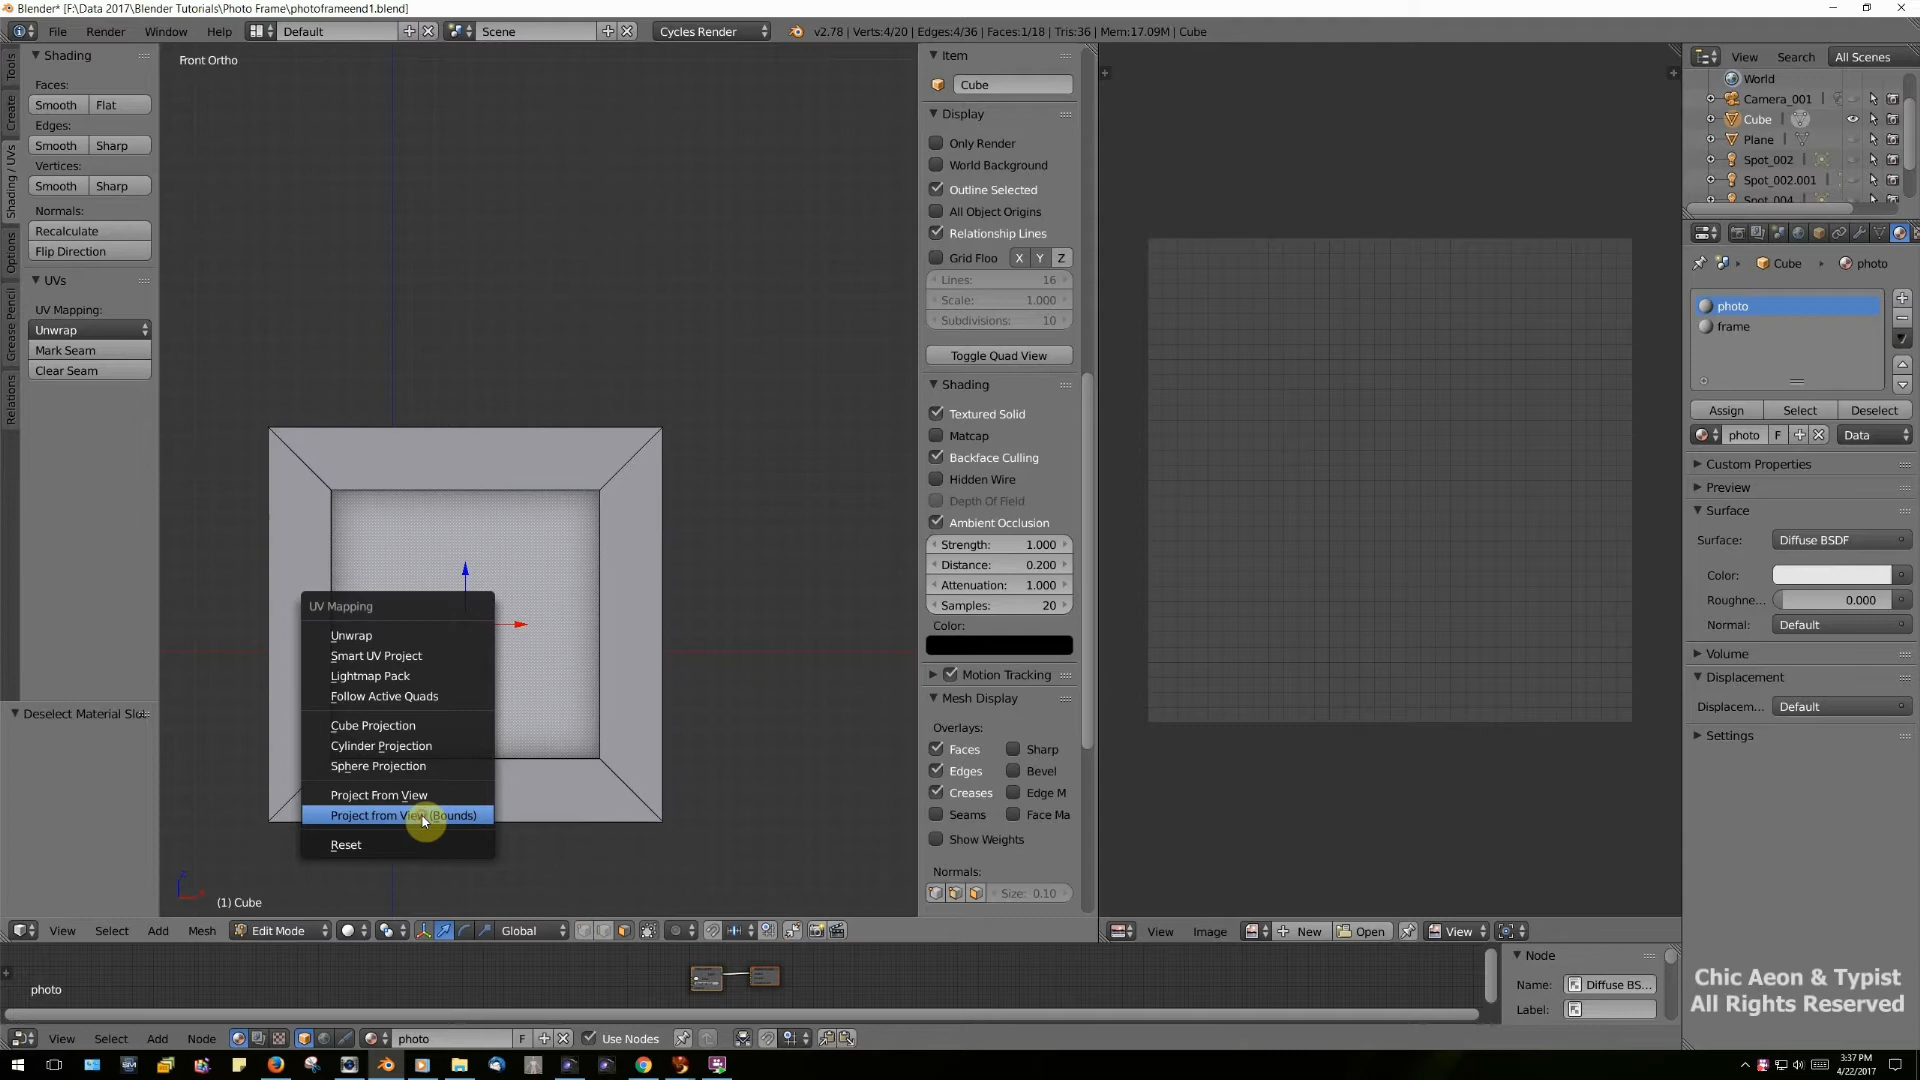 Blender* [F:\Data 2017\Blender Tutorials\Photo Frame\photoframeend1.blend]
File Render Window Help Default Scene Cycles Render v2.78 | Verts:4/20 | Edges:4/36 | Faces:1/18 | Tris:36 | Mem:17.09M | Cube
Tools
Create
Shading / UVs
Options
Grease Pencil
Relations
Shading
Faces:
Smooth Flat
Edges:
Smooth Sharp
Vertices:
Smooth Sharp
Normals:
Recalculate
Flip Direction
UVs
UV Mapping:
Unwrap
Mark Seam
Clear Seam
Deselect Material Slot
Front Ortho
UV Mapping
Unwrap
Smart UV Project
Lightmap Pack
Follow Active Quads
Cube Projection
Cylinder Projection
Sphere Projection
Project From View
Project from View (Bounds)
Reset
(1) Cube
Item
Cube
Display
Only Render
World Background
Outline Selected
All Object Origins
Relationship Lines
Grid Floo X Y Z
Lines: 16
Scale: 1.000
Subdivisions: 10
Toggle Quad View
Shading
Textured Solid
Matcap
Backface Culling
Hidden Wire
Depth Of Field
Ambient Occlusion
Strength: 1.000
Distance: 0.200
Attenuation: 1.000
Samples: 20
Color:
Motion Tracking
Mesh Display
Overlays:
Faces Sharp
Edges Bevel
Creases Edge M
Seams Face Ma
Show Weights
Normals:
Size: 0.10
View Search All Scenes
World
Camera_001
Cube
Plane
Spot_002
Spot_002.001
Spot_004
Cube photo
photo
frame
Assign Select Deselect
photo F Data
Custom Properties
Preview
Surface
Surface: Diffuse BSDF
Color:
Roughne... 0.000
Normal: Default
Volume
Displacement
Displacem... Default
Settings
View Select Add Mesh Edit Mode Global
View Image New Open View
photo
Node
Name: Diffuse BS...
Label:
Chic Aeon & Typist
All Rights Reserved
View Select Add Node photo F Use Nodes
3:37 PM
4/22/2017